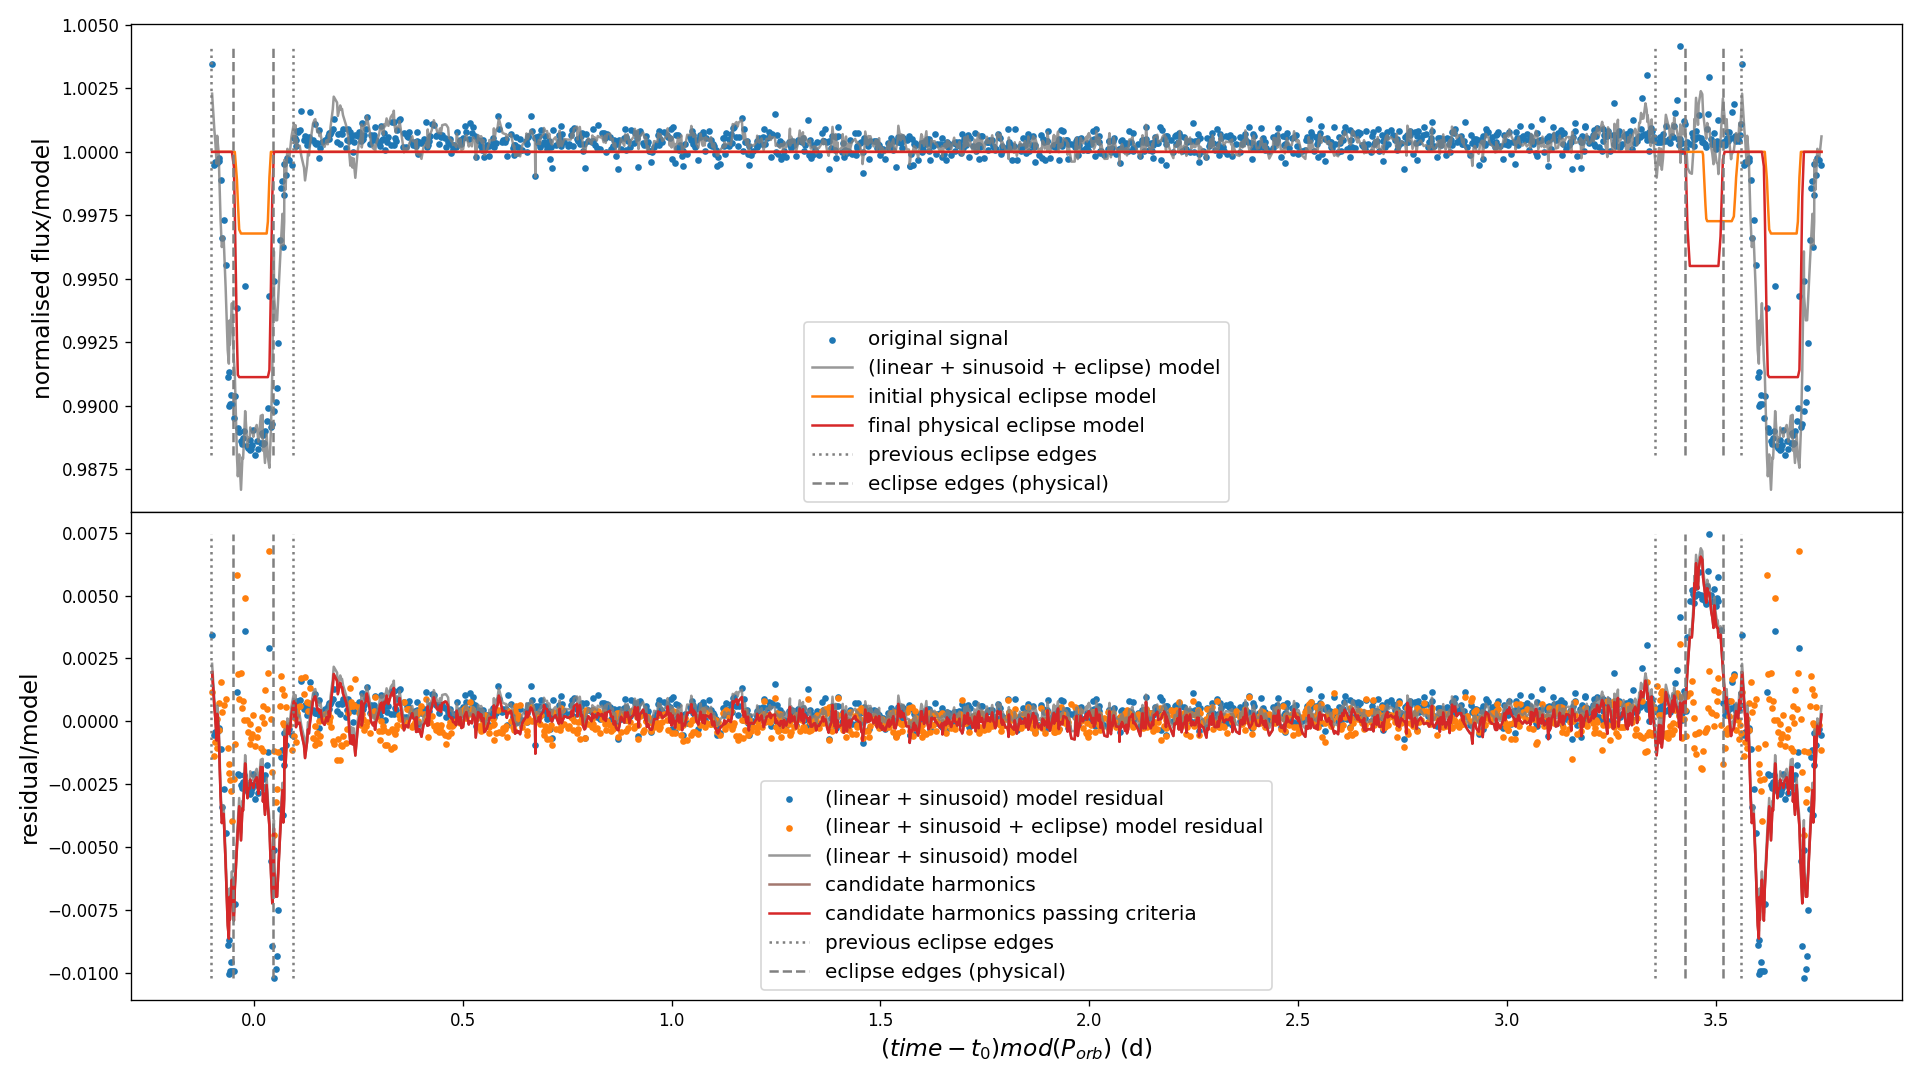 1.0050
1.0025
1.0000
0.9975
0.9950
0.9925
0.9900
0.9875
normalised flux/model
original signal
(linear + sinusoid + eclipse) model
initial physical eclipse model
final physical eclipse model
previous eclipse edges
eclipse edges (physical)
0.0075
0.0050
0.0025
0.0000
−0.0025
−0.0050
−0.0075
−0.0100
residual/model
(linear + sinusoid) model residual
(linear + sinusoid + eclipse) model residual
(linear + sinusoid) model
candidate harmonics
candidate harmonics passing criteria
previous eclipse edges
eclipse edges (physical)
0.0 0.5 1.0 1.5 2.0 2.5 3.0 3.5
(time − t₀)mod(P_orb) (d)